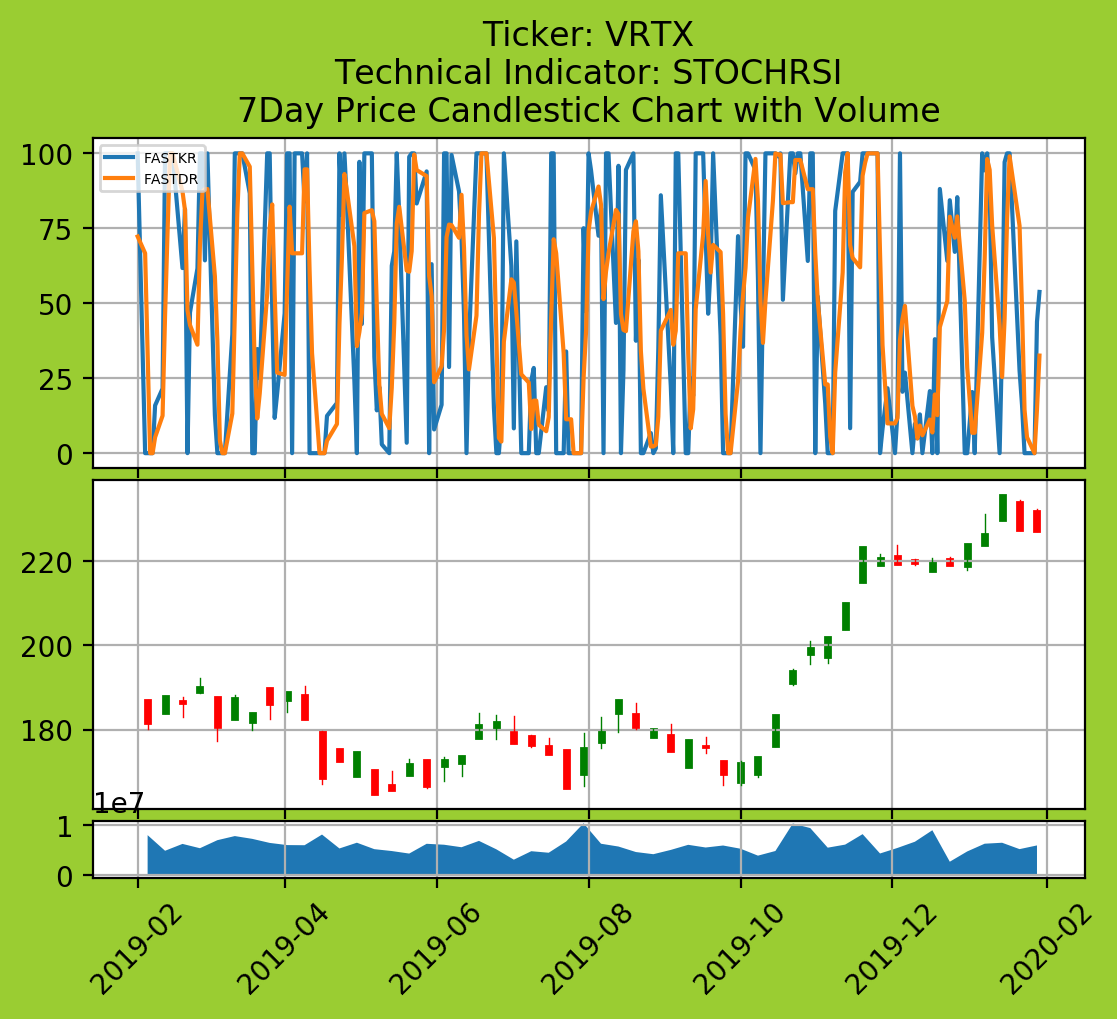 Ticker: VRTX
Technical Indicator: STOCHRSI
7Day Price Candlestick Chart with Volume
100
75
50
25
0
FASTKR
FASTDR
220
200
180
1e7
1
0
2019-02
2019-04
2019-06
2019-08
2019-10
2019-12
2020-02